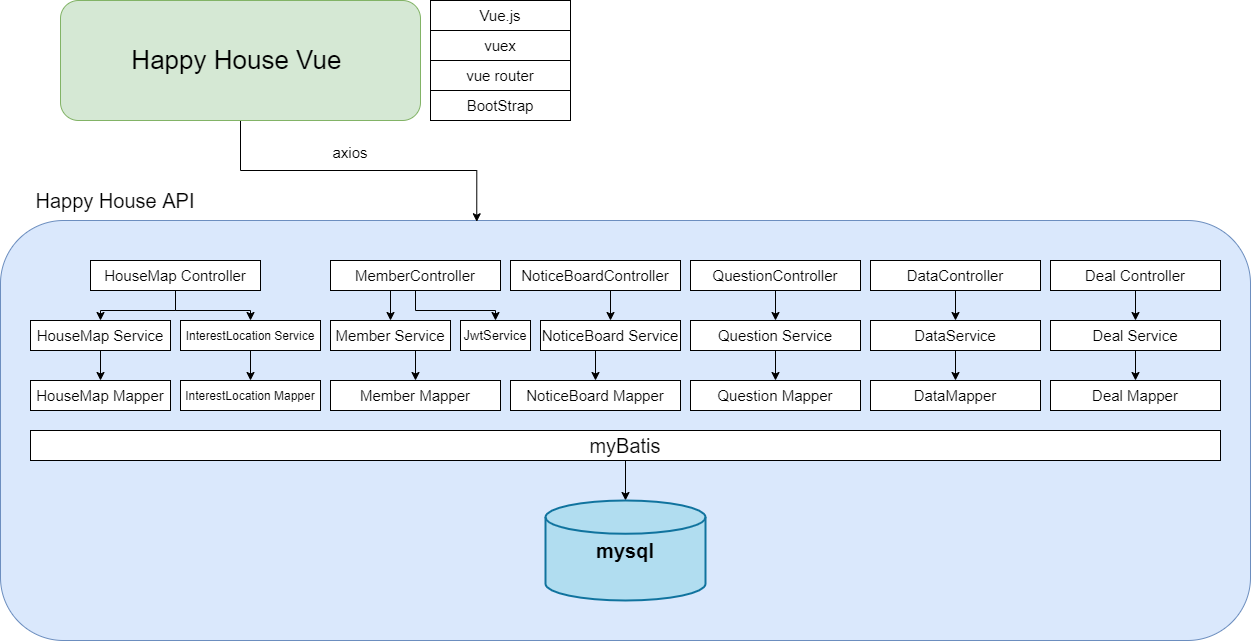 Happy House Vue
Vue.js
vuex
vue router
BootStrap
axios
Happy House API
HouseMap Controller
MemberController
NoticeBoardController
QuestionController
DataController
Deal Controller
HouseMap Service
InterestLocation Service
Member Service
JwtService
NoticeBoard Service
Question Service
DataService
Deal Service
HouseMap Mapper
InterestLocation Mapper
Member Mapper
NoticeBoard Mapper
Question Mapper
DataMapper
Deal Mapper
myBatis
mysql